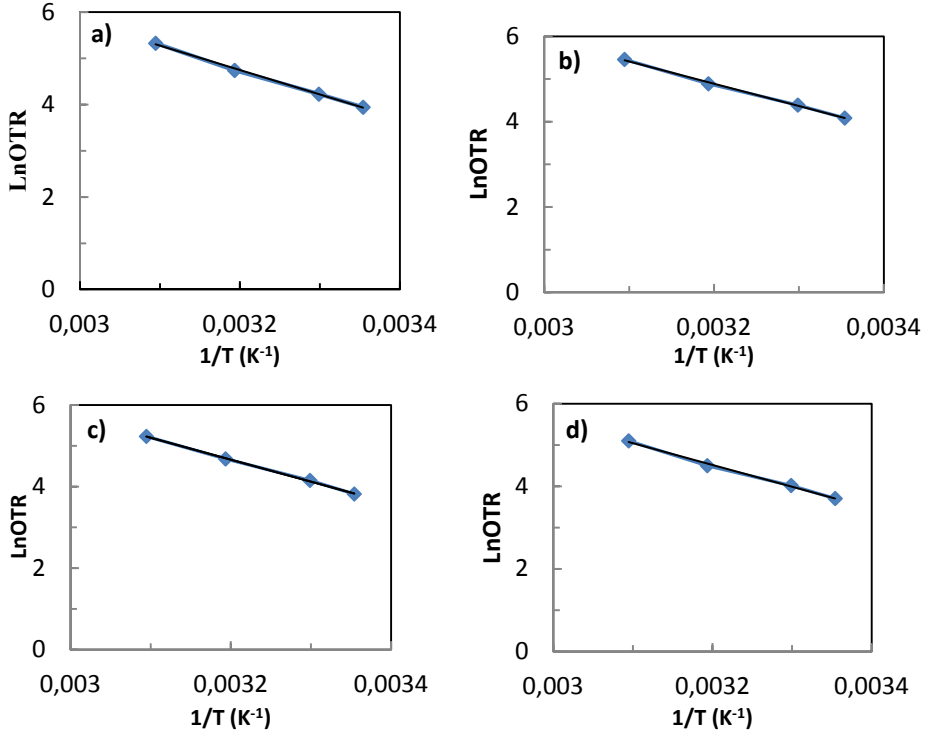 a)
6
4
2
0
LnOTR
0,003
0,0032
0,0034
1/T (K⁻¹)
b)
6
4
2
0
LnOTR
0,003
0,0032
0,0034
1/T (K⁻¹)
c)
6
4
2
0
LnOTR
0,003
0,0032
0,0034
1/T (K⁻¹)
d)
6
4
2
0
LnOTR
0,003
0,0032
0,0034
1/T (K⁻¹)